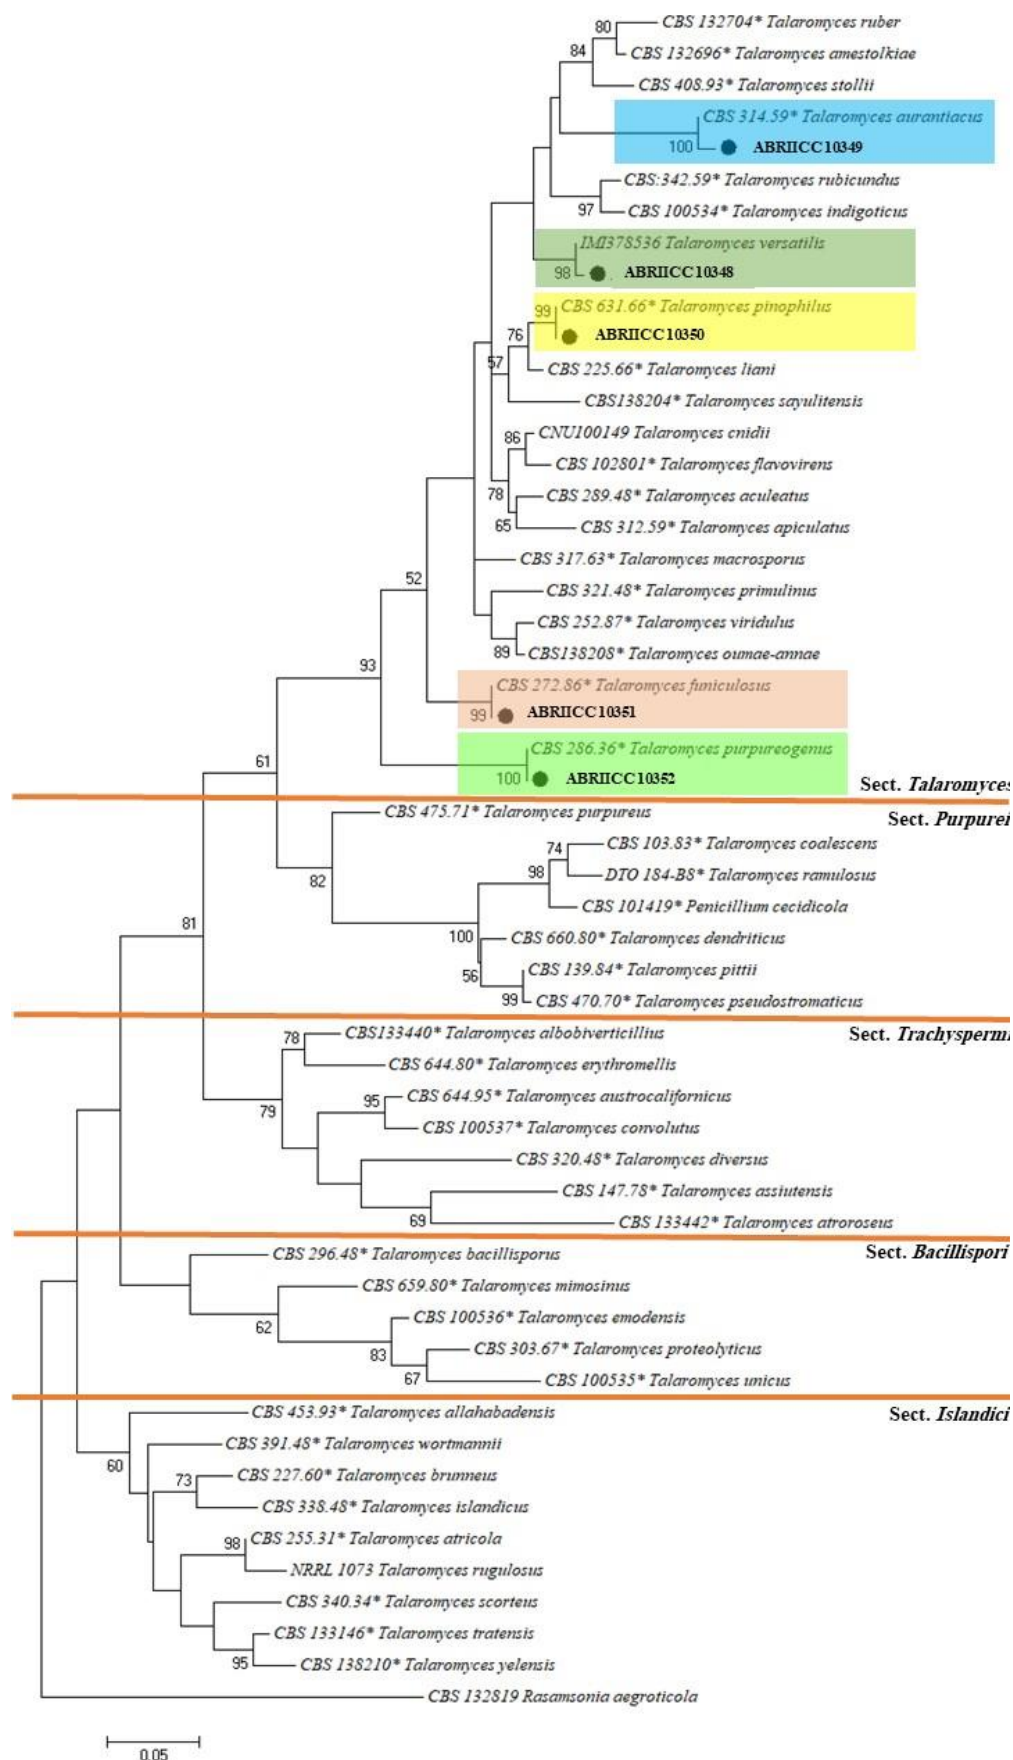 CBS 132704* Talaromyces ruber
80
CBS 132696* Talaromyces amestolkiae
84
CBS 408.93* Talaromyces stollii
CBS 314.59* Talaromyces aurantiacus
100
ABRIICC10349
CBS:342.59* Talaromyces rubicundus
97
CBS 100534* Talaromyces indigoticus
IMI378536 Talaromyces versatilis
98
ABRIICC10348
CBS 631.66* Talaromyces pinophilus
99
ABRIICC10350
76
57
CBS 225.66* Talaromyces liani
CBS138204* Talaromyces sayulitensis
CNU100149 Talaromyces cnidii
86
CBS 102801* Talaromyces flavovirens
78
CBS 289.48* Talaromyces aculeatus
65
CBS 312.59* Talaromyces apiculatus
CBS 317.63* Talaromyces macrosporus
52
CBS 321.48* Talaromyces primulinus
CBS 252.87* Talaromyces viridulus
89
CBS138208* Talaromyces oumae-annae
93
CBS 272.86* Talaromyces funiculosus
99
ABRIICC10351
CBS 286.36* Talaromyces purpureogenus
61
100
ABRIICC10352
Sect. Talaromyces
CBS 475.71* Talaromyces purpureus
Sect. Purpurei
CBS 103.83* Talaromyces coalescens
74
DTO 184-B8* Talaromyces ramulosus
98
82
CBS 101419* Penicillium cecidicola
81
100
CBS 660.80* Talaromyces dendriticus
56
CBS 139.84* Talaromyces pittii
99
CBS 470.70* Talaromyces pseudostromaticus
CBS133440* Talaromyces albobiverticillius
Sect. Trachyspermi
78
CBS 644.80* Talaromyces erythromellis
79
CBS 644.95* Talaromyces austrocalifornicus
95
CBS 100537* Talaromyces convolutus
CBS 320.48* Talaromyces diversus
CBS 147.78* Talaromyces assiutensis
69
CBS 133442* Talaromyces atroroseus
CBS 296.48* Talaromyces bacillisporus
Sect. Bacillispori
CBS 659.80* Talaromyces mimosinus
62
CBS 100536* Talaromyces emodensis
83
CBS 303.67* Talaromyces proteolyticus
67
CBS 100535* Talaromyces unicus
CBS 453.93* Talaromyces allahabadensis
Sect. Islandici
CBS 391.48* Talaromyces wortmannii
60
73
CBS 227.60* Talaromyces brunneus
CBS 338.48* Talaromyces islandicus
CBS 255.31* Talaromyces atricola
98
NRRL 1073 Talaromyces rugulosus
CBS 340.34* Talaromyces scorteus
CBS 133146* Talaromyces tratensis
95
CBS 138210* Talaromyces yelensis
CBS 132819 Rasamsonia aegroticola
0.05